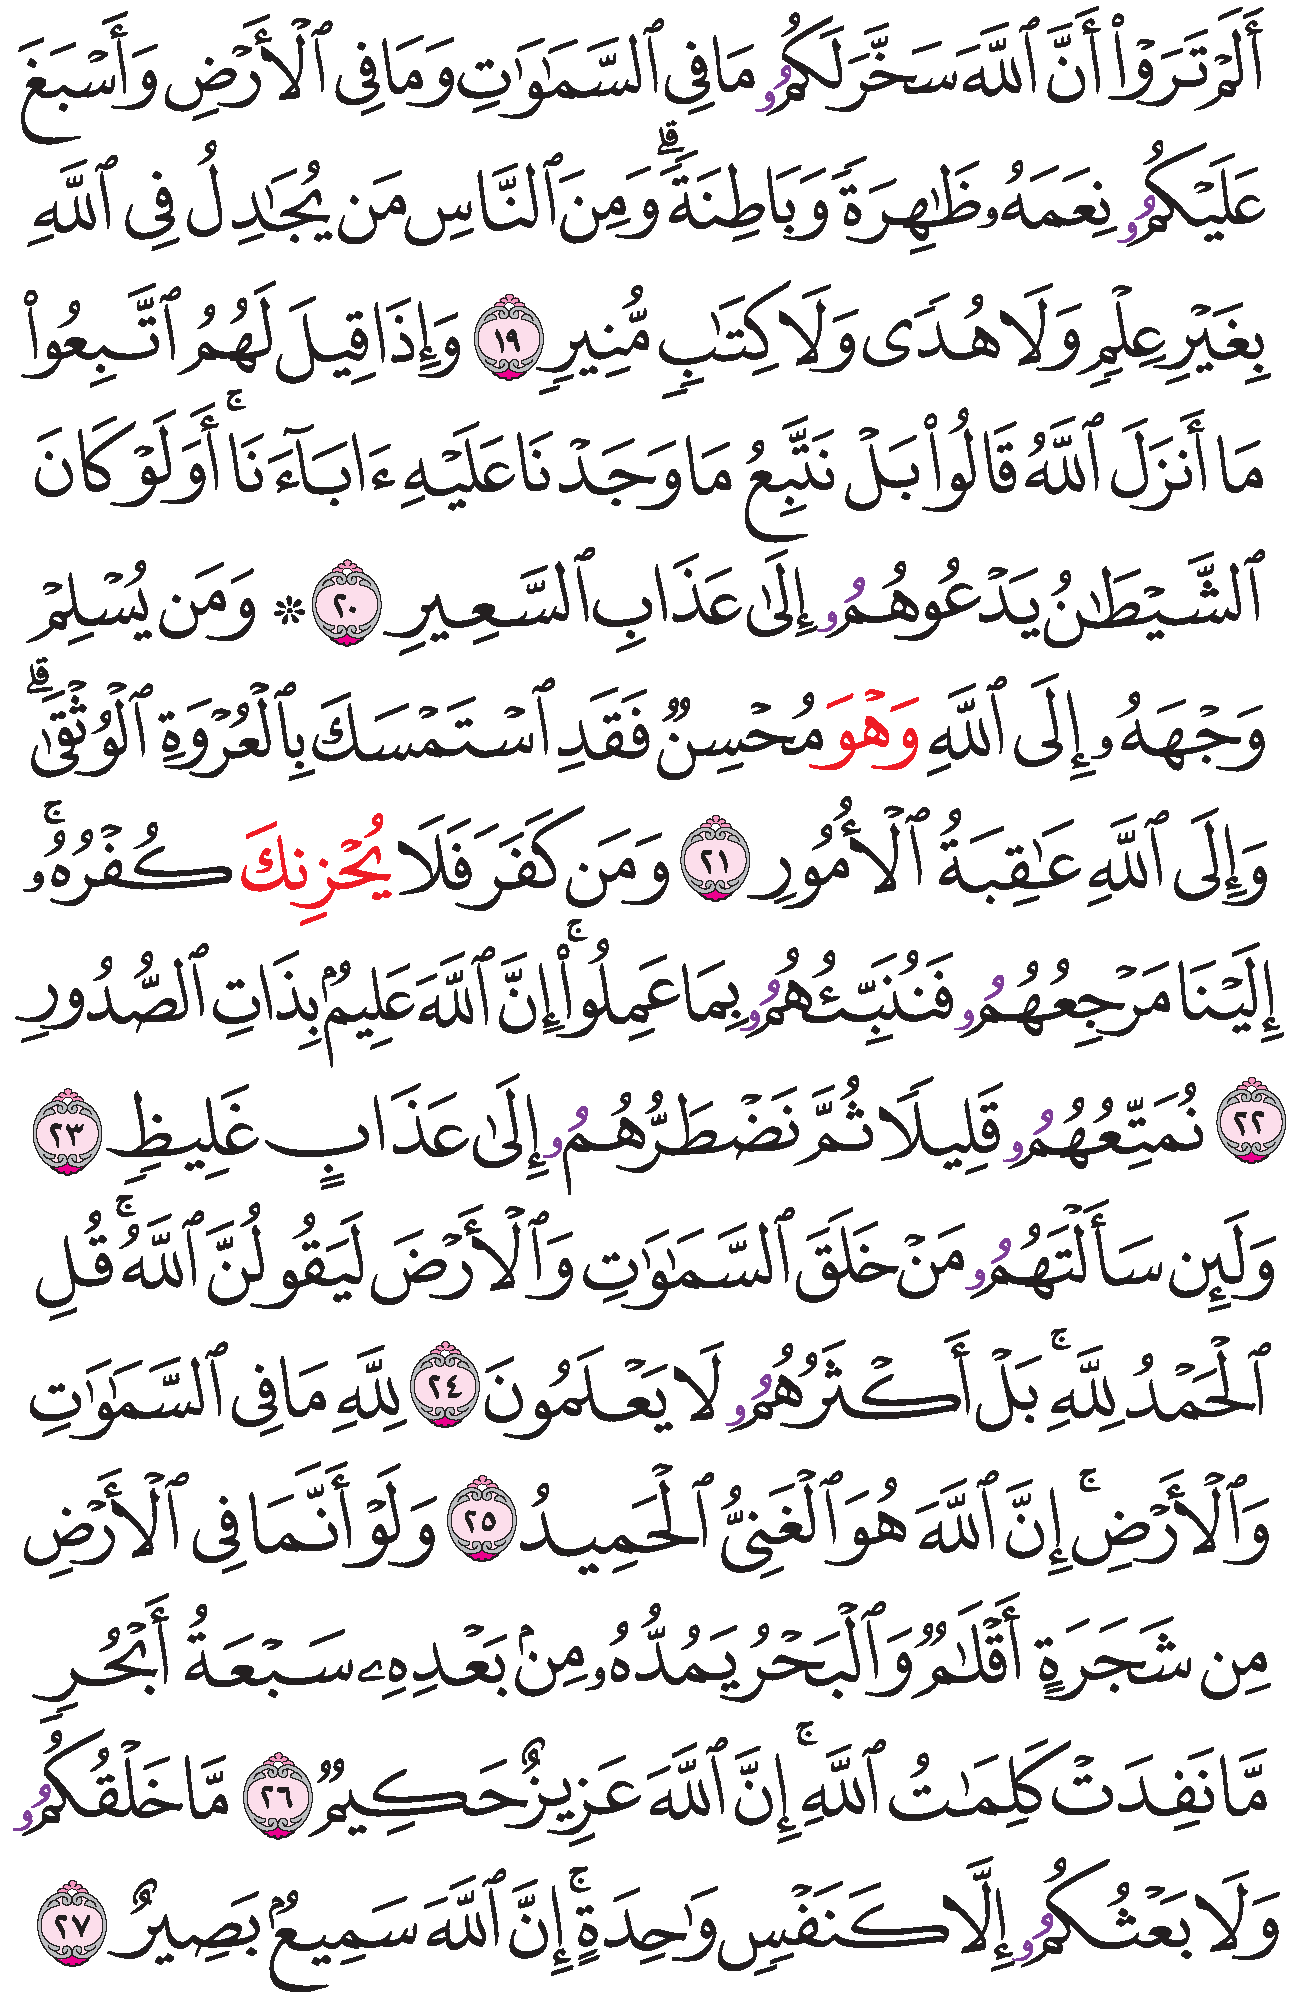 أَلَمْ تَرَوْا۟ أَنَّ ٱللَّهَ سَخَّرَ لَكُمُۥ مَا فِي ٱلسَّمَٰوَٰتِ وَمَا فِي ٱلْأَرْضِ وَأَسْبَغَ
عَلَيْكُمُۥ نِعَمَهُۥ ظَٰهِرَةً وَبَاطِنَةً ۗ وَمِنَ ٱلنَّاسِ مَن يُجَٰدِلُ فِي ٱللَّهِ
بِغَيْرِ عِلْمٍ وَلَا هُدًى وَلَا كِتَٰبٍ مُّنِيرٍ ١٩ وَإِذَا قِيلَ لَهُمُ ٱتَّبِعُوا۟
مَا أَنزَلَ ٱللَّهُ قَالُوا۟ بَلْ نَتَّبِعُ مَا وَجَدْنَا عَلَيْهِ ءَابَآءَنَا ۚ أَوَلَوْ كَانَ
ٱلشَّيْطَٰنُ يَدْعُوهُمُۥ إِلَىٰ عَذَابِ ٱلسَّعِيرِ ٢٠ ۞ وَمَن يُسْلِمْ
وَجْهَهُۥ إِلَى ٱللَّهِ وَهْوَ مُحْسِنٌ فَقَدِ ٱسْتَمْسَكَ بِٱلْعُرْوَةِ ٱلْوُثْقَىٰ ۗ
وَإِلَى ٱللَّهِ عَٰقِبَةُ ٱلْأُمُورِ ٢١ وَمَن كَفَرَ فَلَا يُحْزِنكَ كُفْرُهُۥ ۚ
إِلَيْنَا مَرْجِعُهُمُۥ فَنُنَبِّئُهُمُۥ بِمَا عَمِلُوا۟ ۚ إِنَّ ٱللَّهَ عَلِيمٌۢ بِذَاتِ ٱلصُّدُورِ
٢٢ نُمَتِّعُهُمُۥ قَلِيلًا ثُمَّ نَضْطَرُّهُمُۥ إِلَىٰ عَذَابٍ غَلِيظٍ ٢٣
وَلَئِن سَأَلْتَهُمُۥ مَنْ خَلَقَ ٱلسَّمَٰوَٰتِ وَٱلْأَرْضَ لَيَقُولُنَّ ٱللَّهُ ۚ قُلِ
ٱلْحَمْدُ لِلَّهِ ۚ بَلْ أَكْثَرُهُمُۥ لَا يَعْلَمُونَ ٢٤ لِلَّهِ مَا فِي ٱلسَّمَٰوَٰتِ
وَٱلْأَرْضِ ۚ إِنَّ ٱللَّهَ هُوَ ٱلْغَنِيُّ ٱلْحَمِيدُ ٢٥ وَلَوْ أَنَّمَا فِي ٱلْأَرْضِ
مِن شَجَرَةٍ أَقْلَٰمٌ وَٱلْبَحْرُ يَمُدُّهُۥ مِنۢ بَعْدِهِۦ سَبْعَةُ أَبْحُرٍ
مَّا نَفِدَتْ كَلِمَٰتُ ٱللَّهِ ۚ إِنَّ ٱللَّهَ عَزِيزٌ حَكِيمٌ ٢٦ مَّا خَلْقُكُمُۥ
وَلَا بَعْثُكُمُۥ إِلَّا كَنَفْسٍ وَٰحِدَةٍ ۚ إِنَّ ٱللَّهَ سَمِيعٌۢ بَصِيرٌ ٢٧